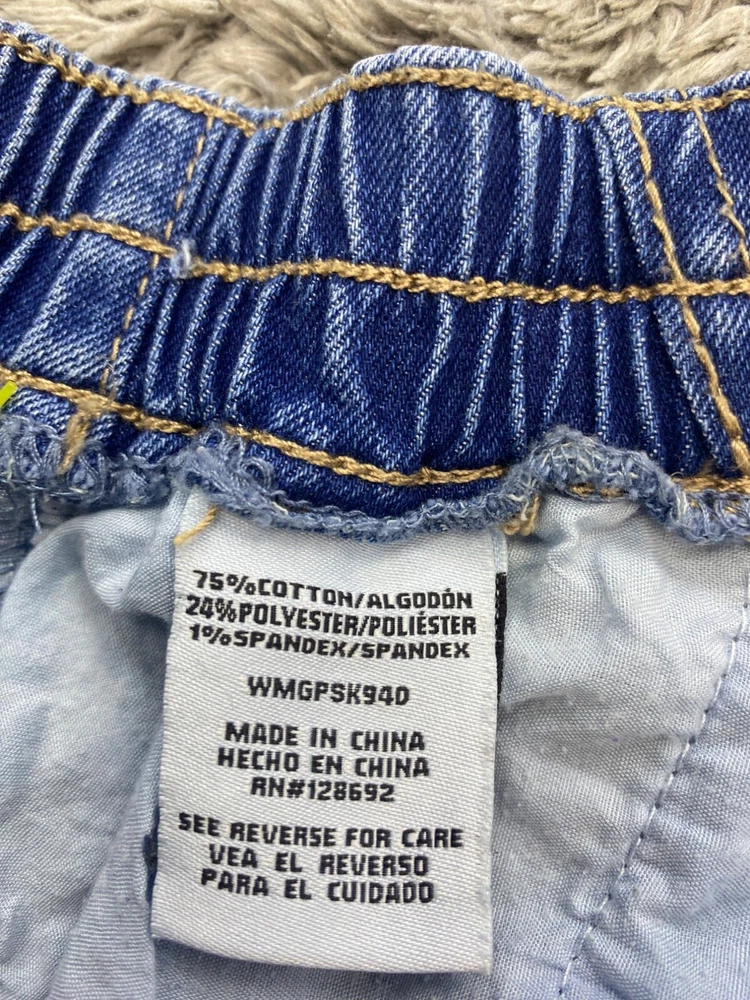 75%COTTON/ALGODÓN
24%POLYESTER/POLIÉSTER
1%SPANDEX/SPANDEX
WMGPSK94D
MADE IN CHINA
HECHO EN CHINA
RN#128692
SEE REVERSE FOR CARE
VEA EL REVERSO
PARA EL CUIDADO